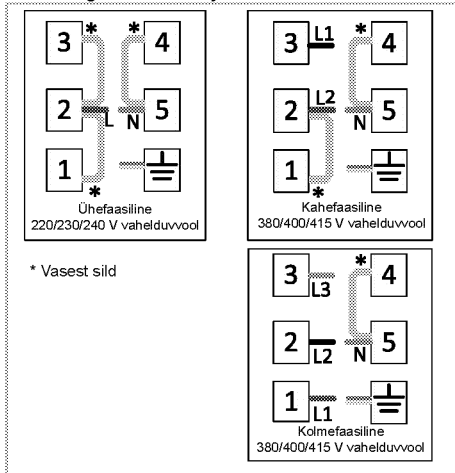 3 * * 4
2 L N 5
1 *
Ühefaasiline
220/230/240 V vahelduvvool
3 L1 * 4
2 L2 N 5
1 *
Kahefaasiline
380/400/415 V vahelduvvool
* Vasest sild
3 L3 * 4
2 L2 N 5
1 L1
Kolmefaasiline
380/400/415 V vahelduvvool